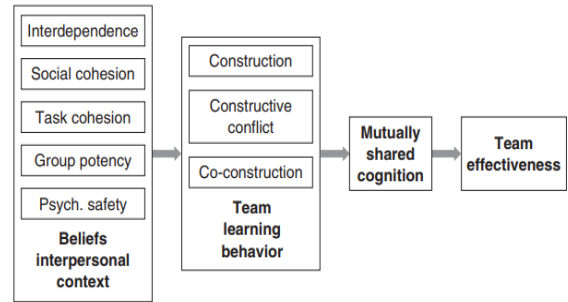 Interdependence
Social cohesion
Task cohesion
Group potency
Psych. safety
Beliefs
interpersonal
context
Construction
Constructive
conflict
Co-construction
Team
learning
behavior
Mutually
shared
cognition
Team
effectiveness